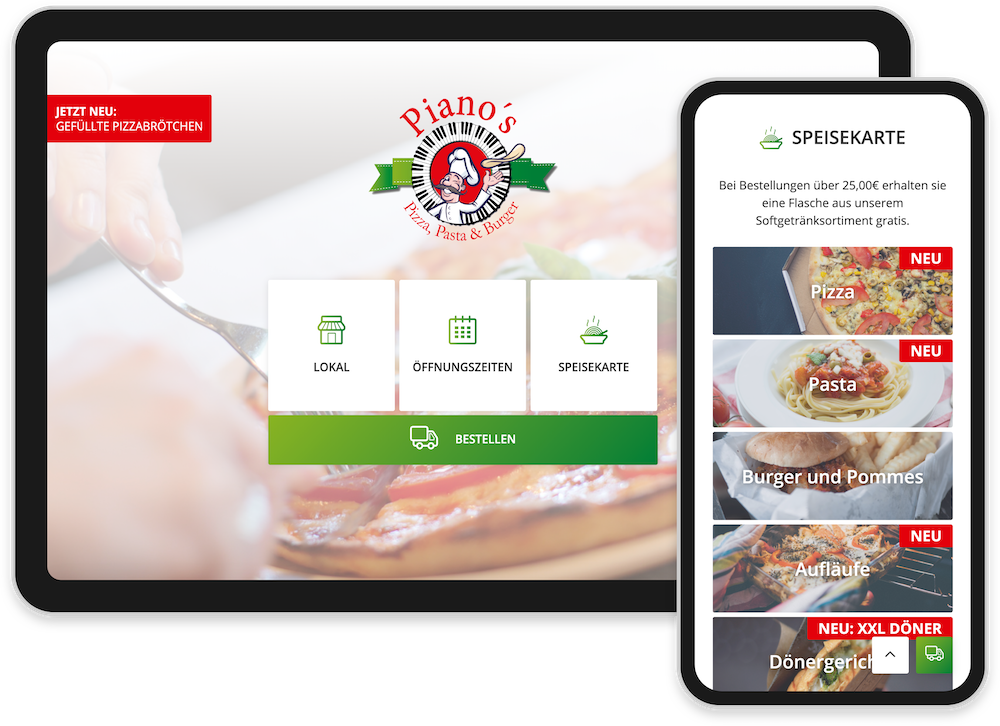 JETZT NEU:
GEFÜLLTE PIZZABRÖTCHEN
Piano´s
Pizza, Pasta & Burger
LOKAL
ÖFFNUNGSZEITEN
SPEISEKARTE
BESTELLEN
SPEISEKARTE
Bei Bestellungen über 25,00€ erhalten sie
eine Flasche aus unserem
Softgetränksortiment gratis.
NEU
Pizza
NEU
Pasta
Burger und Pommes
NEU
Aufläufe
NEU: XXL DÖNER
Dönergerich